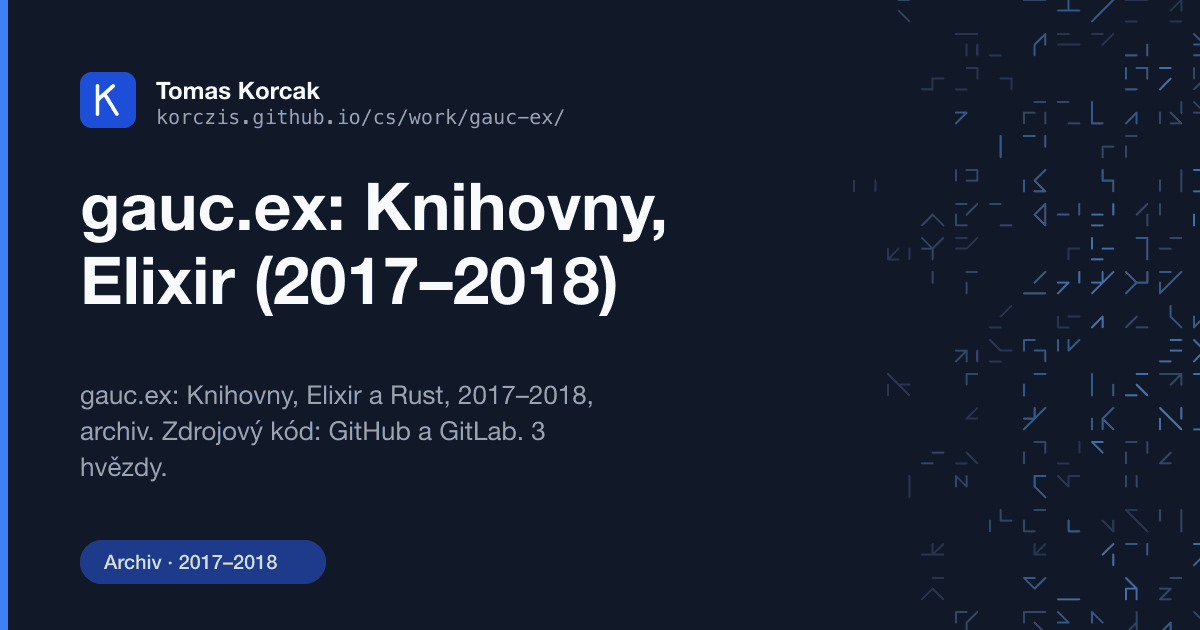 K
Tomas Korcak
korczis.github.io/cs/work/gauc-ex/
gauc.ex: Knihovny,
Elixir (2017–2018)
gauc.ex: Knihovny, Elixir a Rust, 2017–2018,
archiv. Zdrojový kód: GitHub a GitLab. 3
hvězdy.
Archiv · 2017–2018